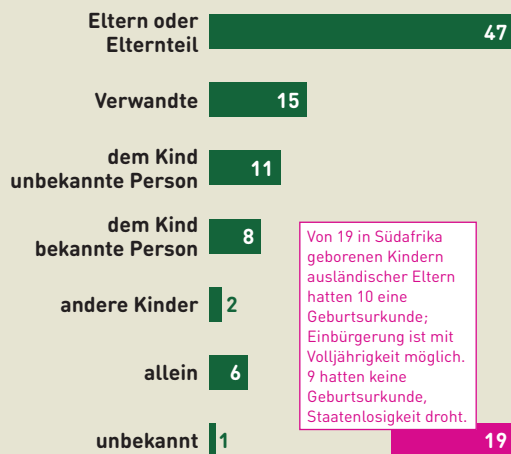 Eltern oder
Elternteil
47
Verwandte
15
dem Kind
unbekannte Person
11
dem Kind
bekannte Person
8
andere Kinder
2
allein
6
unbekannt
1
Von 19 in Südafrika
geborenen Kindern
ausländischer Eltern
hatten 10 eine
Geburtsurkunde;
Einbürgerung ist mit
Volljährigkeit möglich.
9 hatten keine
Geburtsurkunde,
Staatenlosigkeit droht.
19